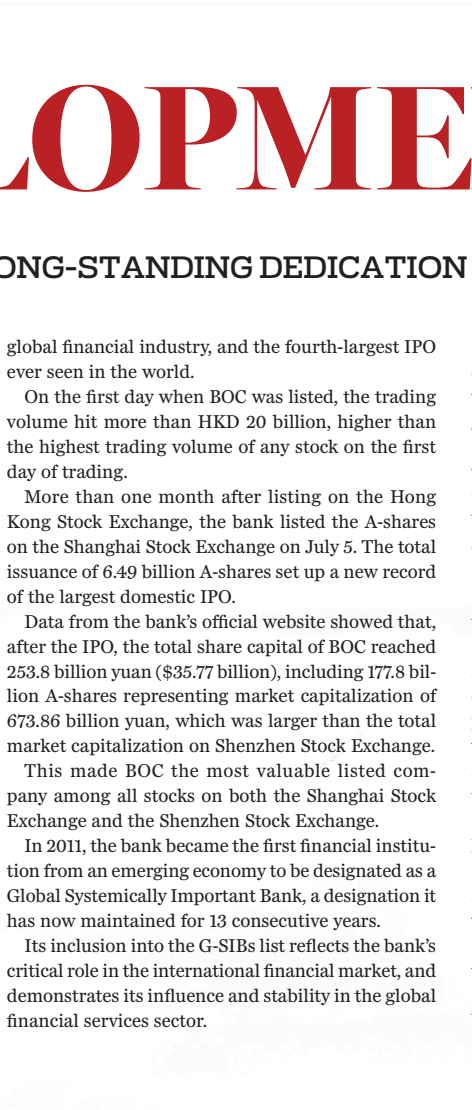 LOPME
ONG-STANDING DEDICATION
global financial industry, and the fourth-largest IPO
ever seen in the world.
On the first day when BOC was listed, the trading
volume hit more than HKD 20 billion, higher than
the highest trading volume of any stock on the first
day of trading.
More than one month after listing on the Hong
Kong Stock Exchange, the bank listed the A-shares
on the Shanghai Stock Exchange on July 5. The total
issuance of 6.49 billion A-shares set up a new record
of the largest domestic IPO.
Data from the bank's official website showed that,
after the IPO, the total share capital of BOC reached
253.8 billion yuan ($35.77 billion), including 177.8 bil-
lion A-shares representing market capitalization of
673.86 billion yuan, which was larger than the total
market capitalization on Shenzhen Stock Exchange.
This made BOC the most valuable listed com-
pany among all stocks on both the Shanghai Stock
Exchange and the Shenzhen Stock Exchange.
In 2011, the bank became the first financial institu-
tion from an emerging economy to be designated as a
Global Systemically Important Bank, a designation it
has now maintained for 13 consecutive years.
Its inclusion into the G-SIBs list reflects the bank's
critical role in the international financial market, and
demonstrates its influence and stability in the global
financial services sector.